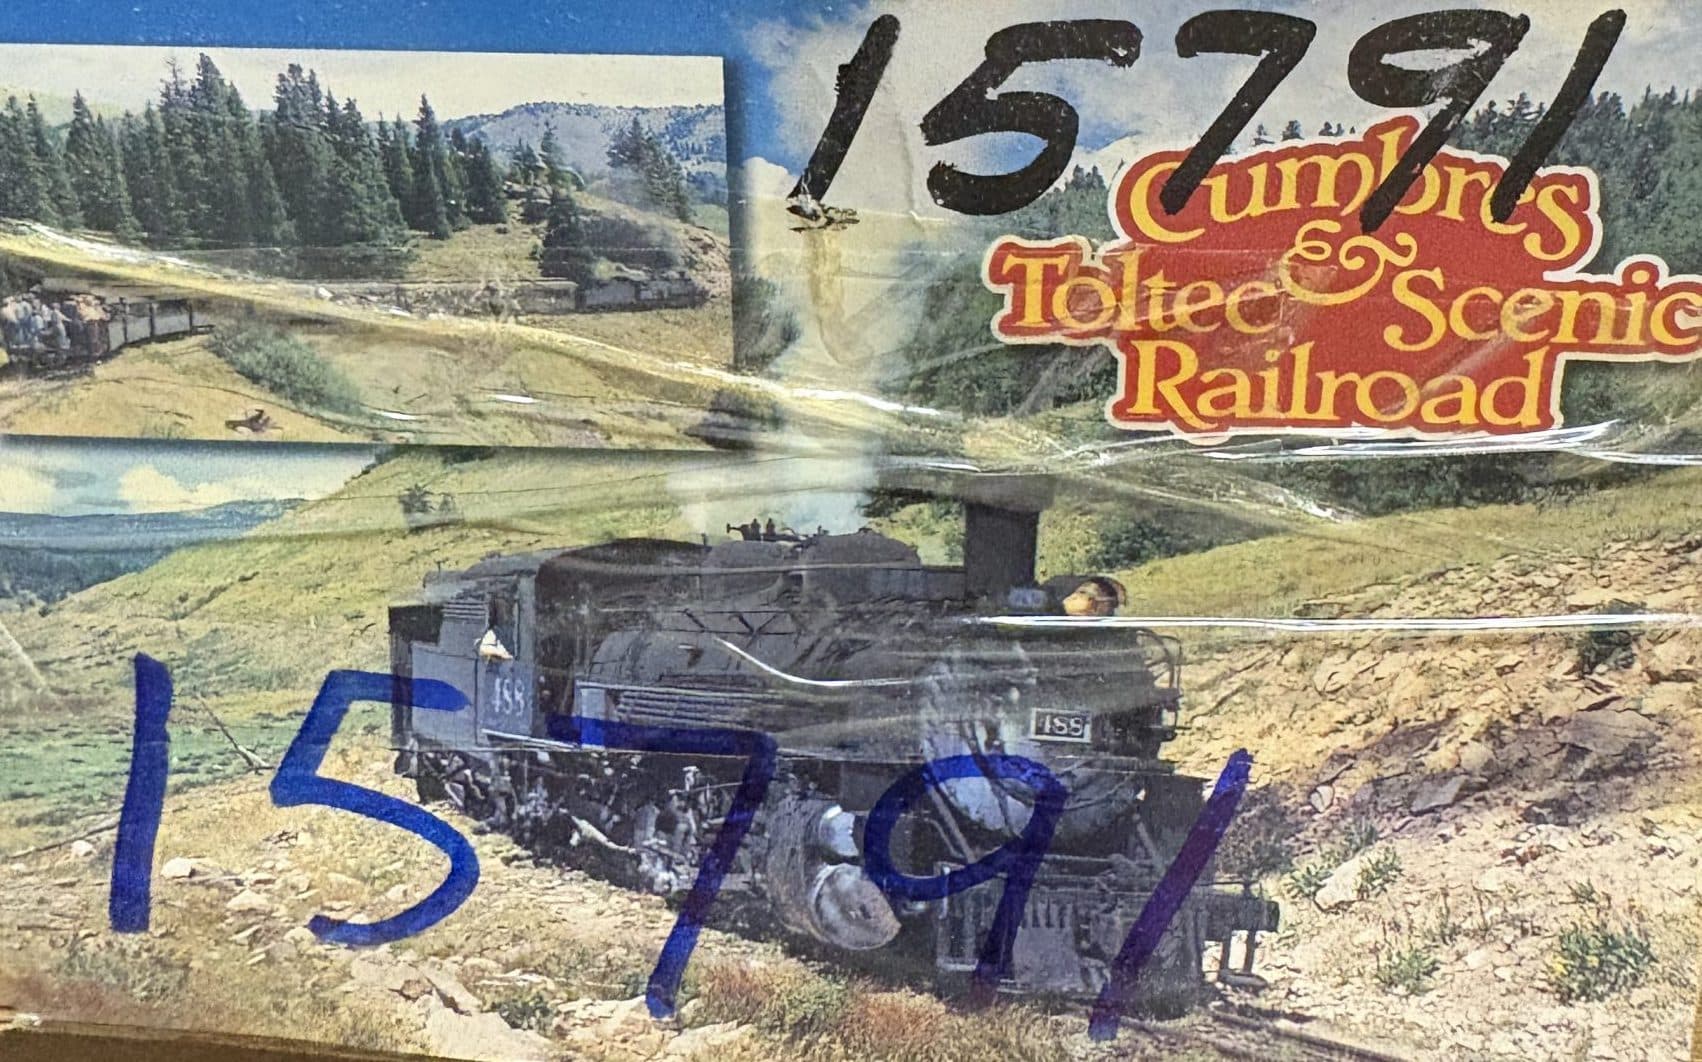 15791
Cumbres
& 
Toltec Scenic
Railroad
488
488
15791